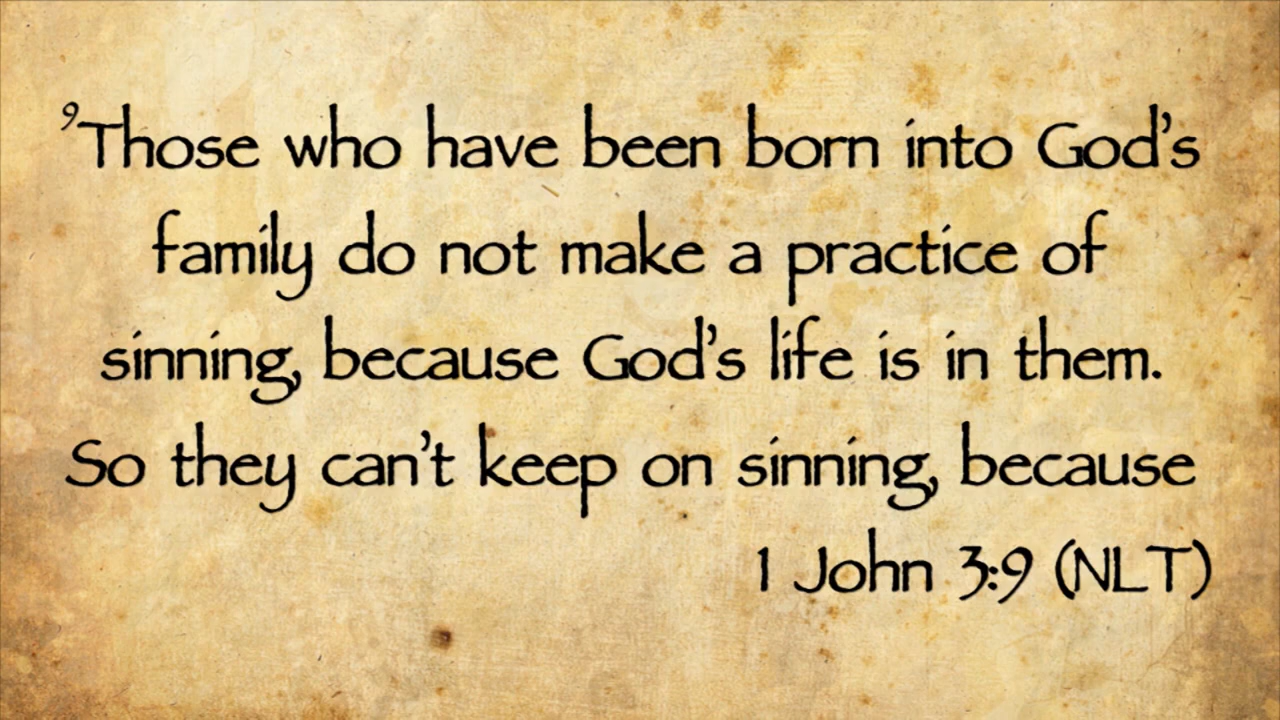 ⁹Those who have been born into God's
family do not make a practice of
sinning, because God's life is in them.
So they can't keep on sinning, because
1 John 3:9 (NLT)